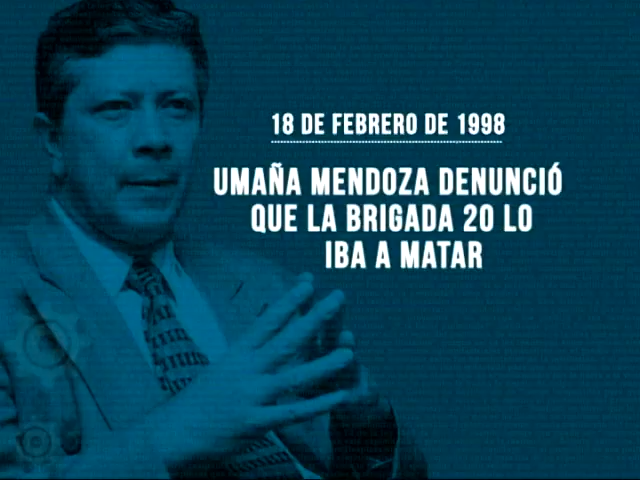 18 DE FEBRERO DE 1998
UMAÑA MENDOZA DENUNCIÓ
QUE LA BRIGADA 20 LO
IBA A MATAR